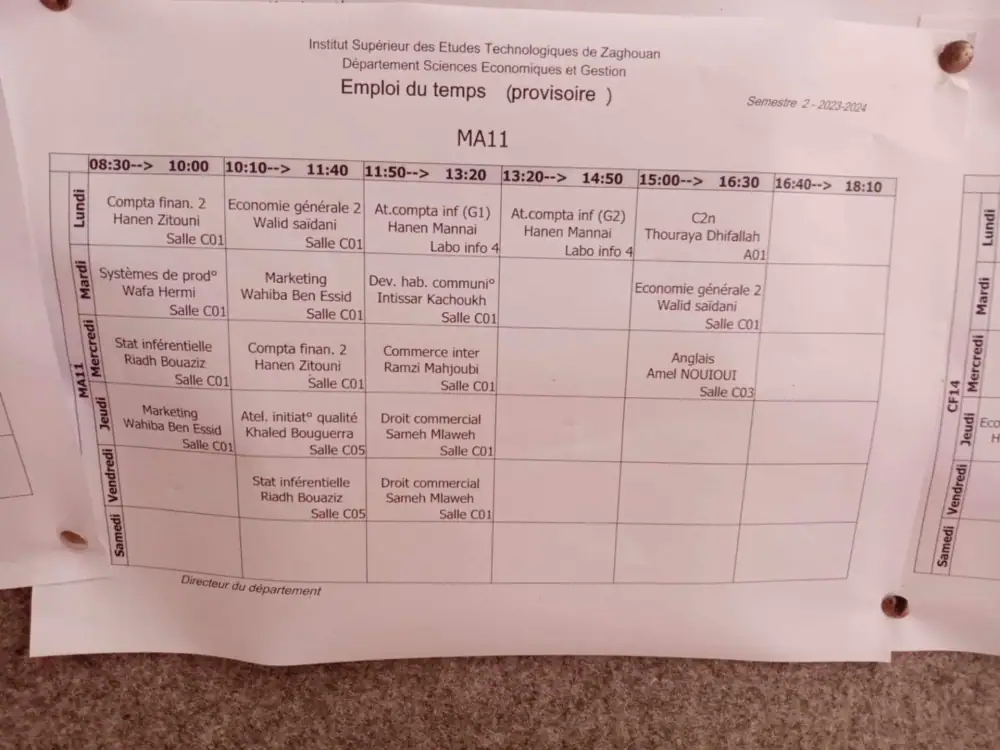 Institut Supérieur des Etudes Technologiques de Zaghouan
Département Sciences Economiques et Gestion
Emploi du temps (provisoire )
Semestre 2 - 2023-2024
MA11
08:30--> 10:00 10:10--> 11:40 11:50--> 13:20 13:20--> 14:50 15:00--> 16:30 16:40--> 18:10
MA11
Lundi
Compta finan. 2
Hanen Zitouni
Salle C01
Economie générale 2
Walid saïdani
Salle C01
At.compta inf (G1)
Hanen Mannai
Labo info 4
At.compta inf (G2)
Hanen Mannai
Labo info 4
C2n
Thouraya Dhifallah
A01
Mardi
Systèmes de prod°
Wafa Hermi
Salle C01
Marketing
Wahiba Ben Essid
Salle C01
Dev. hab. communi°
Intissar Kachoukh
Salle C01
Economie générale 2
Walid saïdani
Salle C01
Mercredi
Stat inférentielle
Riadh Bouaziz
Salle C01
Compta finan. 2
Hanen Zitouni
Salle C01
Commerce inter
Ramzi Mahjoubi
Salle C01
Anglais
Amel NOUIOUI
Salle C03
Jeudi
Marketing
Wahiba Ben Essid
Salle C01
Atel. initiat° qualité
Khaled Bouguerra
Salle C05
Droit commercial
Sameh Mlaweh
Salle C01
Vendredi
Stat inférentielle
Riadh Bouaziz
Salle C05
Droit commercial
Sameh Mlaweh
Salle C01
Samedi
Directeur du département
CF14
Lundi
Mardi
Mercredi
Jeudi
Eco
H
Vendredi
Samedi